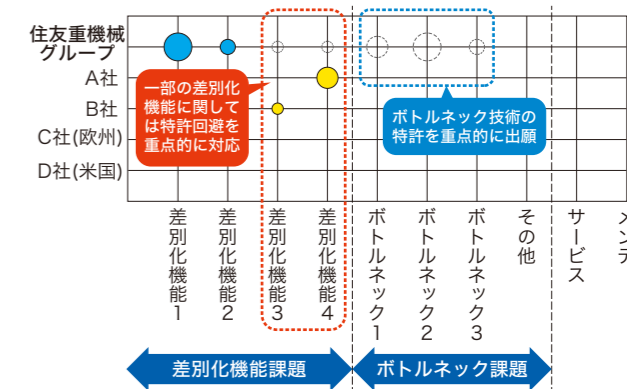 住友重機械
グループ
A社
B社
C社(欧州)
D社(米国)
一部の差別化
機能に関して
は特許回避を
重点的に対応
ボトルネック技術の
特許を重点的に出願
差別化機能1
差別化機能2
差別化機能3
差別化機能4
ボトルネック1
ボトルネック2
ボトルネック3
その他
サービス
メンテ
差別化機能課題
ボトルネック課題